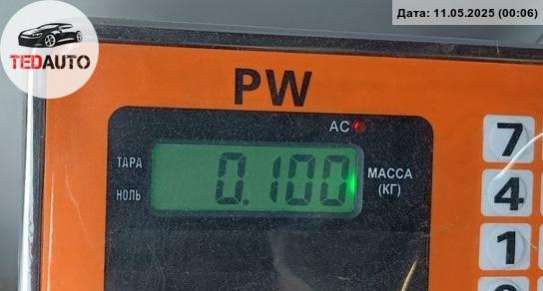 Дата: 11.05.2025 (00:06)
TEDAUTO
PW
AC
7
ТАРА
0.100
МАССА
(КГ)
4
НОЛЬ
1